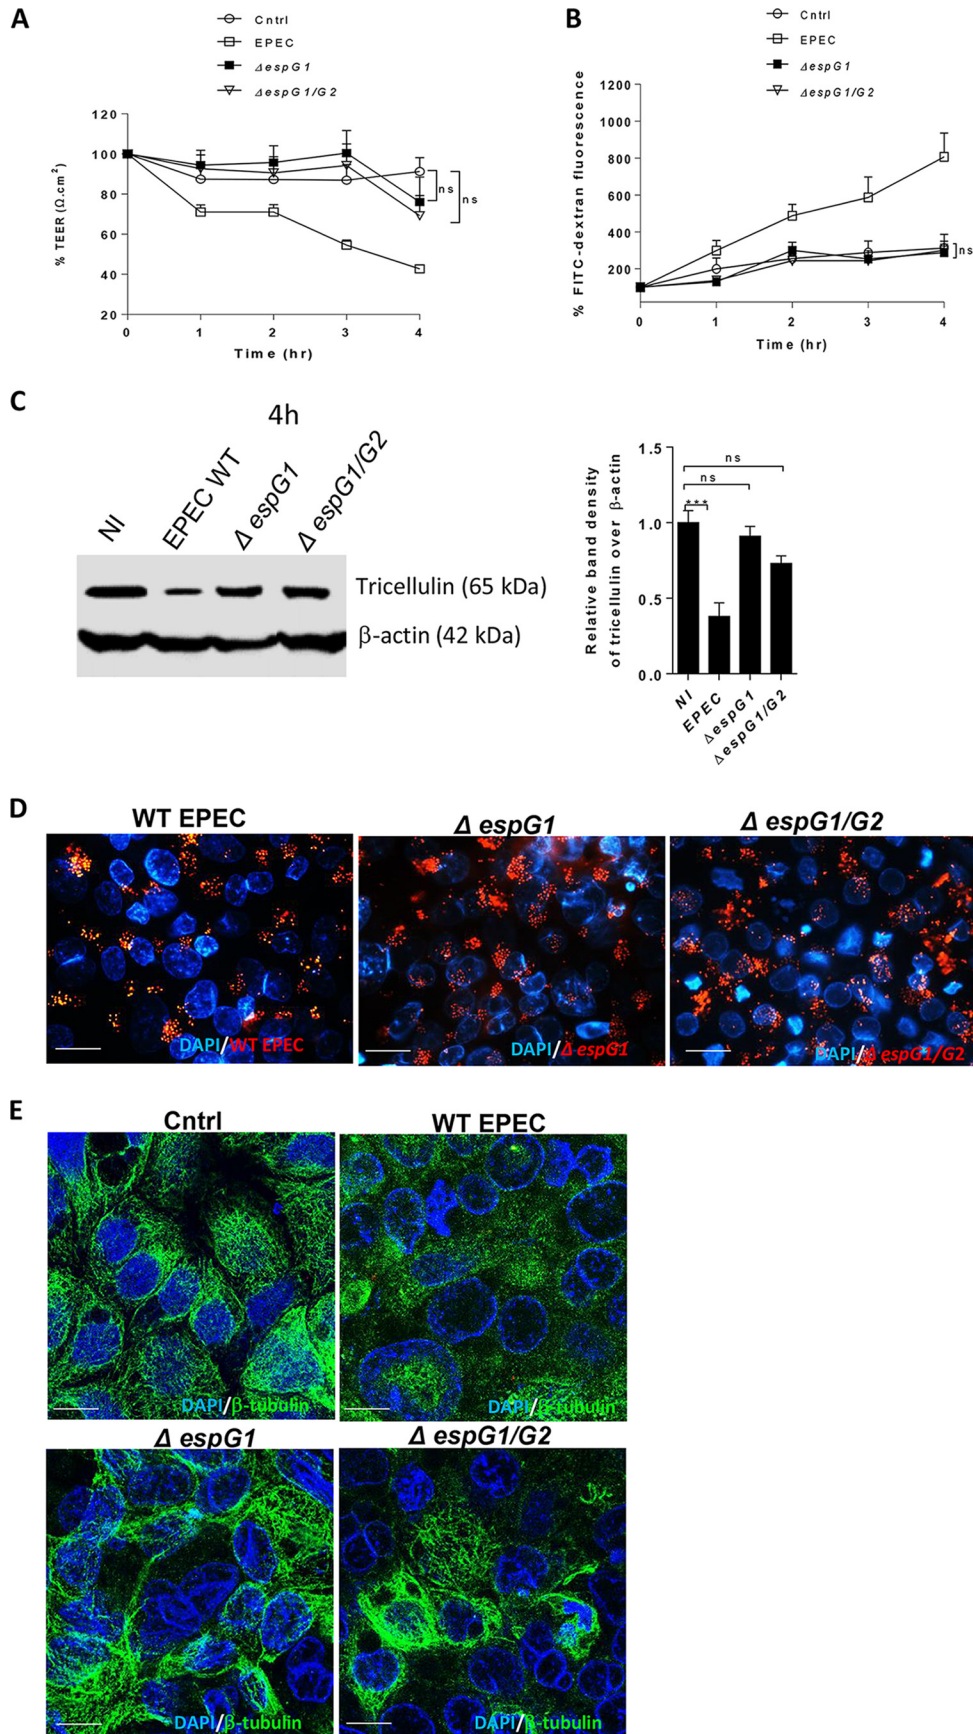 A
Cntrl
EPEC
ΔespG1
ΔespG1/G2
% TEER (Ω.cm²)
120
100
80
60
40
20
0
1
2
3
4
Time (hr)
ns
ns
B
Cntrl
EPEC
ΔespG1
ΔespG1/G2
% FITC-dextran fluorescence
1200
1000
800
600
400
200
0
1
2
3
4
Time (hr)
ns
C
4h
NI
EPEC WT
Δ espG1
Δ espG1/G2
Tricellulin (65 kDa)
β-actin (42 kDa)
Relative band density
of tricellulin over β-actin
1.5
1.0
0.5
0.0
ns
ns
***
NI
EPEC
ΔespG1
ΔespG1/G2
D
WT EPEC
Δ espG1
Δ espG1/G2
DAPI/WT EPEC
DAPI/Δ espG1
DAPI/Δ espG1/G2
E
Cntrl
WT EPEC
DAPI/β-tubulin
DAPI/β-tubulin
Δ espG1
Δ espG1/G2
DAPI/β-tubulin
DAPI/β-tubulin